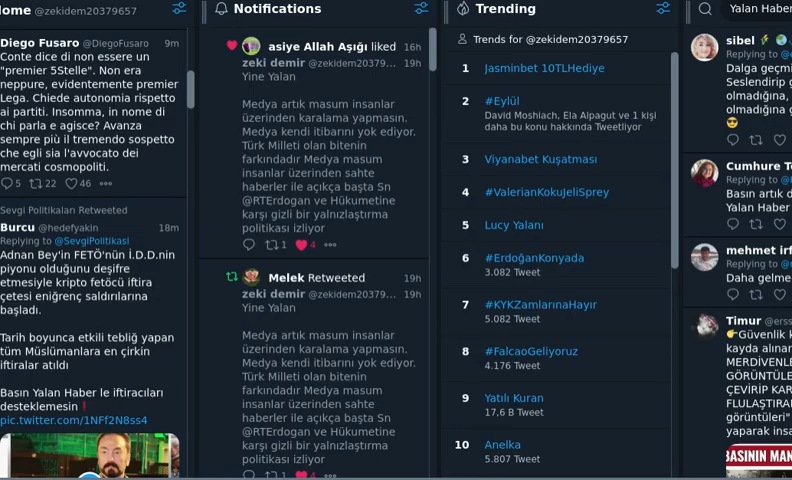 ome @zekidem20379657
Diego Fusaro @DiegoFusaro 9m
Conte dice di non essere un
"premier 5Stelle". Non era
neppure, evidentemente premier
Lega. Chiede autonomia rispetto
ai partiti. Insomma, in nome di
chi parla e agisce? Avanza
sempre più il tremendo sospetto
che egli sia l'avvocato dei
mercati cosmopoliti.
5 22 46
Sevgi Politikaları Retweeted
Burcu @hedefyakin 18m
Replying to @SevgiPolitikasi
Adnan Bey'in FETÖ'nün İ.D.D.nin
piyonu olduğunu deşifre
etmesiyle kripto fetöcü iftira
çetesi eniğrenç saldırılarına
başladı.
Tarih boyunca etkili tebliğ yapan
tüm Müslümanlara en çirkin
iftiralar atıldı
Basın Yalan Haber le iftiracıları
desteklemesin❗
pic.twitter.com/1NFf2N8ss4
Notifications
asiye Allah Aşığı liked 16h
zeki demir @zekidem20379... 19h
Yine Yalan
Medya artık masum insanlar
üzerinden karalama yapmasın.
Medya kendi itibarını yok ediyor.
Türk Milleti olan bitenin
farkındadır Medya masum
insanlar üzerinden sahte
haberler ile açıkça başta Sn
@RTErdogan ve Hükumetine
karşı gizli bir yalnızlaştırma
politikası izliyor
1 4
Melek Retweeted 19h
zeki demir @zekidem20379... 19h
Yine Yalan
Medya artık masum insanlar
üzerinden karalama yapmasın.
Medya kendi itibarını yok ediyor.
Türk Milleti olan bitenin
farkındadır Medya masum
insanlar üzerinden sahte
haberler ile açıkça başta Sn
@RTErdogan ve Hükumetine
karşı gizli bir yalnızlaştırma
politikası izliyor
1 4
Trending
Trends for @zekidem20379657
1 Jasminbet 10TLHediye
2 #Eylül
David Moshiach, Ela Alpagut ve 1 kişi
daha bu konu hakkında Tweetliyor
3 Viyanabet Kuşatması
4 #ValerianKokuJeliSprey
5 Lucy Yalanı
6 #ErdoğanKonyada
3.082 Tweet
7 #KYKZamlarınaHayır
5.082 Tweet
8 #FalcaoGeliyoruz
4.176 Tweet
9 Yatılı Kuran
17,6 B Tweet
10 Anelka
5.807 Tweet
Yalan Haber
sibel
Replying to @
Dalga geçmi
Seslendirip
olmadığına,
olmadığına g
Cumhure T
Replying to @
Basın artık d
Yalan Haber
mehmet irf
Replying to @
Daha gelme
Timur @erss
Güvenlik k
kayda alınar
MERDİVENLE
GÖRÜNTÜLE
ÇEVİRİP KAR
FLULAŞTIRA
görüntüleri"
yaparak insa
BASININ MAN